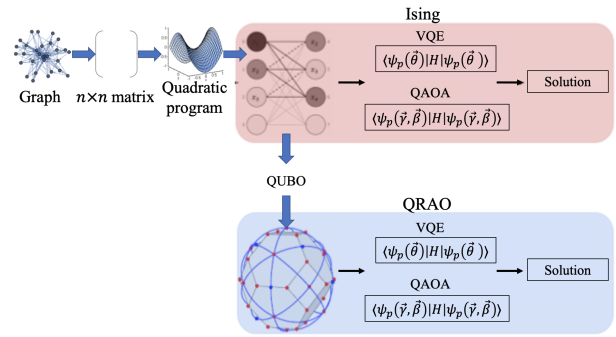 Ising
VQE
⟨ψₚ(θ⃗)|H|ψₚ(θ⃗ )⟩
QAOA
⟨ψₚ(γ⃗, β⃗)|H|ψₚ(γ⃗, β⃗)⟩
Solution
Graph
n×n matrix
Quadratic
program
QUBO
QRAO
VQE
⟨ψₚ(θ⃗)|H|ψₚ(θ⃗ )⟩
QAOA
⟨ψₚ(γ⃗, β⃗)|H|ψₚ(γ⃗, β⃗)⟩
Solution